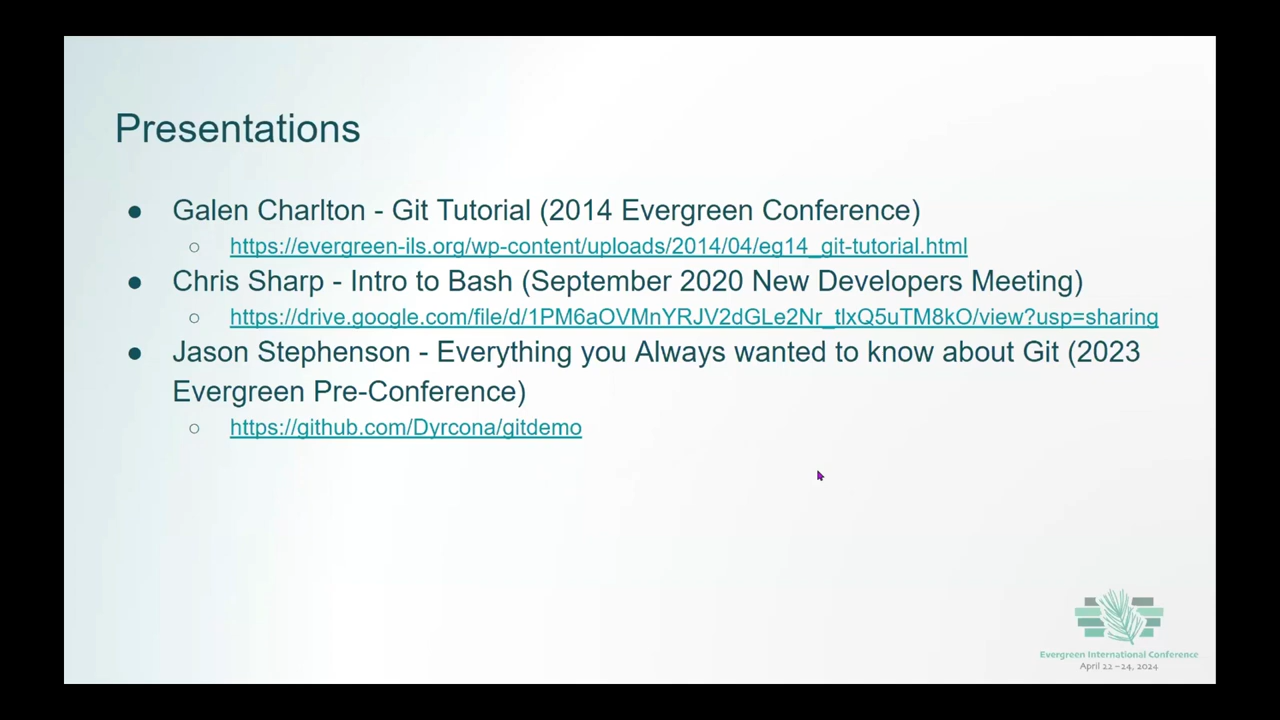 Presentations
● Galen Charlton - Git Tutorial (2014 Evergreen Conference)
○ https://evergreen-ils.org/wp-content/uploads/2014/04/eg14_git-tutorial.html
● Chris Sharp - Intro to Bash (September 2020 New Developers Meeting)
○ https://drive.google.com/file/d/1PM6aOVMnYRJV2dGLe2Nr_tlxQ5uTM8kO/view?usp=sharing
● Jason Stephenson - Everything you Always wanted to know about Git (2023
Evergreen Pre-Conference)
○ https://github.com/Dyrcona/gitdemo
Evergreen International Conference
April 22–24, 2024